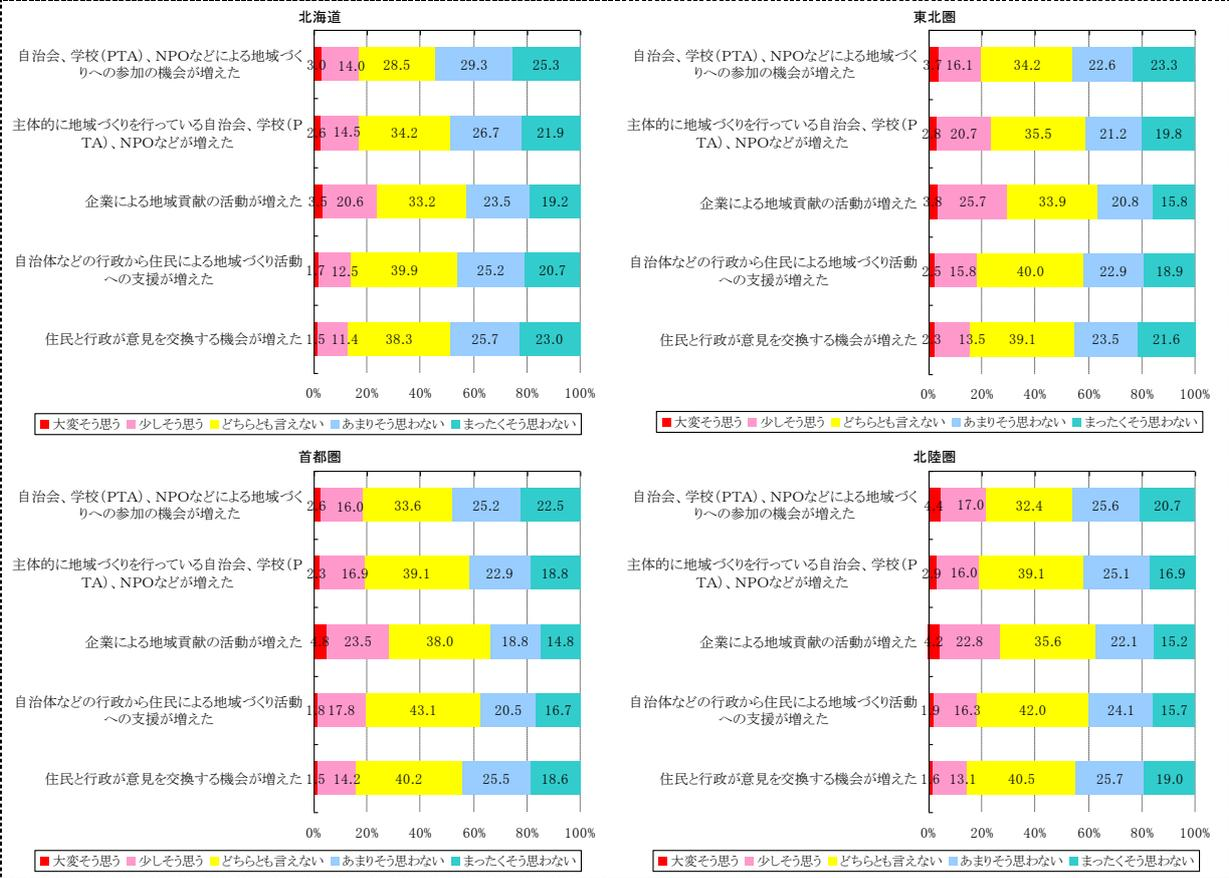 北海道
自治会、学校(PTA)、NPOなどによる地域づく
りへの参加の機会が増えた
3.0 14.0 28.5 29.3 25.3
主体的に地域づくりを行っている自治会、学校(P
TA)、NPOなどが増えた
2.6 14.5 34.2 26.7 21.9
企業による地域貢献の活動が増えた
3.5 20.6 33.2 23.5 19.2
自治体などの行政から住民による地域づくり活動
への支援が増えた
1.7 12.5 39.9 25.2 20.7
住民と行政が意見を交換する機会が増えた
1.5 11.4 38.3 25.7 23.0
0% 20% 40% 60% 80% 100%
大変そう思う 少しそう思う どちらとも言えない あまりそう思わない まったくそう思わない
東北圏
自治会、学校(PTA)、NPOなどによる地域づく
りへの参加の機会が増えた
3.7 16.1 34.2 22.6 23.3
主体的に地域づくりを行っている自治会、学校(P
TA)、NPOなどが増えた
2.8 20.7 35.5 21.2 19.8
企業による地域貢献の活動が増えた
3.8 25.7 33.9 20.8 15.8
自治体などの行政から住民による地域づくり活動
への支援が増えた
2.5 15.8 40.0 22.9 18.9
住民と行政が意見を交換する機会が増えた
2.3 13.5 39.1 23.5 21.6
0% 20% 40% 60% 80% 100%
大変そう思う 少しそう思う どちらとも言えない あまりそう思わない まったくそう思わない
首都圏
自治会、学校(PTA)、NPOなどによる地域づく
りへの参加の機会が増えた
2.6 16.0 33.6 25.2 22.5
主体的に地域づくりを行っている自治会、学校(P
TA)、NPOなどが増えた
2.3 16.9 39.1 22.9 18.8
企業による地域貢献の活動が増えた
4.8 23.5 38.0 18.8 14.8
自治体などの行政から住民による地域づくり活動
への支援が増えた
1.8 17.8 43.1 20.5 16.7
住民と行政が意見を交換する機会が増えた
1.5 14.2 40.2 25.5 18.6
0% 20% 40% 60% 80% 100%
大変そう思う 少しそう思う どちらとも言えない あまりそう思わない まったくそう思わない
北陸圏
自治会、学校(PTA)、NPOなどによる地域づく
りへの参加の機会が増えた
4.4 17.0 32.4 25.6 20.7
主体的に地域づくりを行っている自治会、学校(P
TA)、NPOなどが増えた
2.9 16.0 39.1 25.1 16.9
企業による地域貢献の活動が増えた
4.2 22.8 35.6 22.1 15.2
自治体などの行政から住民による地域づくり活動
への支援が増えた
1.9 16.3 42.0 24.1 15.7
住民と行政が意見を交換する機会が増えた
1.6 13.1 40.5 25.7 19.0
0% 20% 40% 60% 80% 100%
大変そう思う 少しそう思う どちらとも言えない あまりそう思わない まったくそう思わない